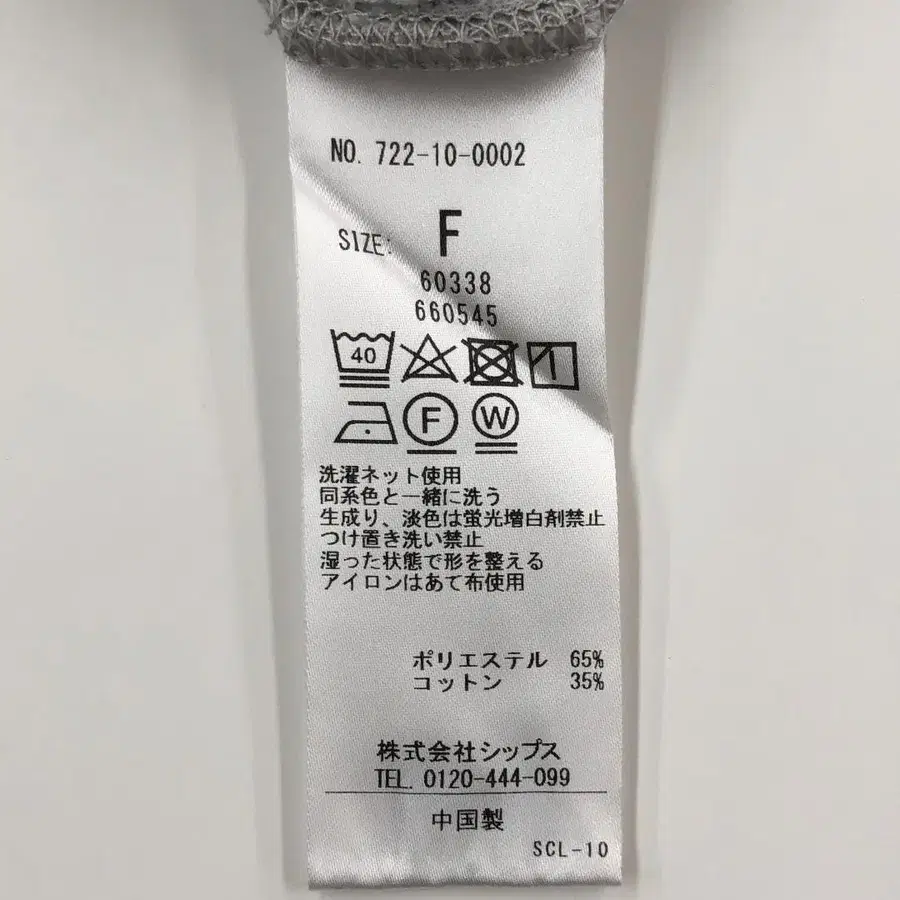 NO. 722-10-0002
SIZE: F
60338
660545
40
F W
洗濯ネット使用
同系色と一緒に洗う
生成り、淡色は蛍光増白剤禁止
つけ置き洗い禁止
湿った状態で形を整える
アイロンはあて布使用
ポリエステル 65%
コットン 35%
株式会社シップス
TEL. 0120-444-099
中国製
SCL-10